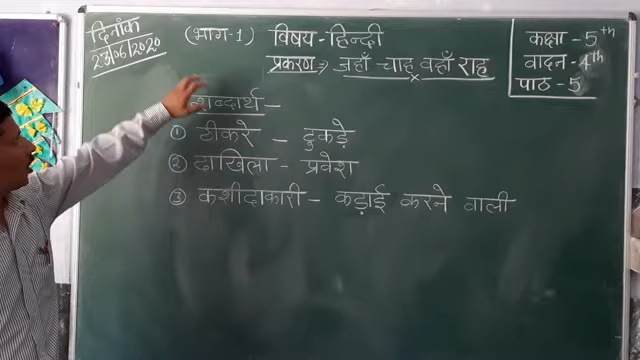 दिनांक
23/06/2020
(भाग-1) विषय-हिन्दी
प्रकरण:→ जहाँ-चाह वहाँ राह
कक्षा - 5th
वादन - 4th
पाठ - 5
शब्दार्थ -
① ठीकरे - टुकड़े
② दाखिला - प्रवेश
③ कशीदाकारी - कड़ाई करने वाली